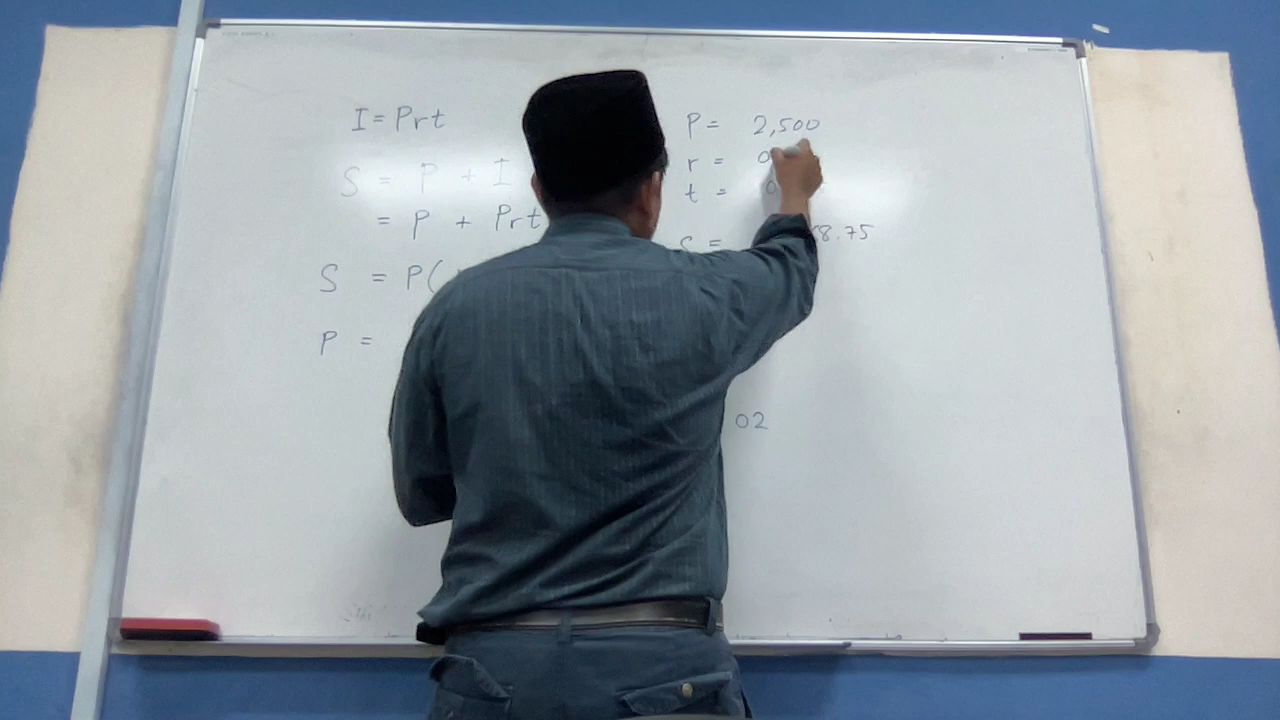 I = Prt
S = P + I
= P + Prt
S = P(
P =
P = 2,500
r = 0
t = 0
S = 8.75
02